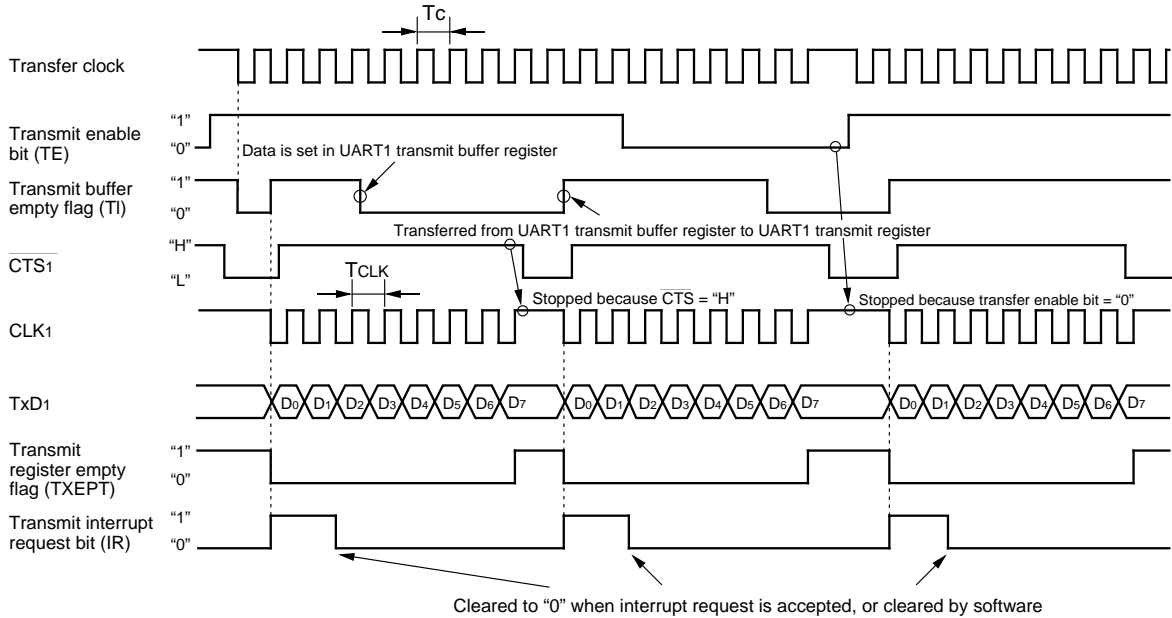 Tc
Transfer clock
Transmit enable
bit (TE)
“1”
“0”
Data is set in UART1 transmit buffer register
Transmit buffer
empty flag (TI)
“1”
“0”
Transferred from UART1 transmit buffer register to UART1 transmit register
CTS1
“H”
“L”
TCLK
Stopped because CTS = “H”
Stopped because transfer enable bit = “0”
CLK1
TxD1
D0 D1 D2 D3 D4 D5 D6 D7 D0 D1 D2 D3 D4 D5 D6 D7 D0 D1 D2 D3 D4 D5 D6 D7
Transmit
register empty
flag (TXEPT)
“1”
“0”
Transmit interrupt
request bit (IR)
“1”
“0”
Cleared to “0” when interrupt request is accepted, or cleared by software